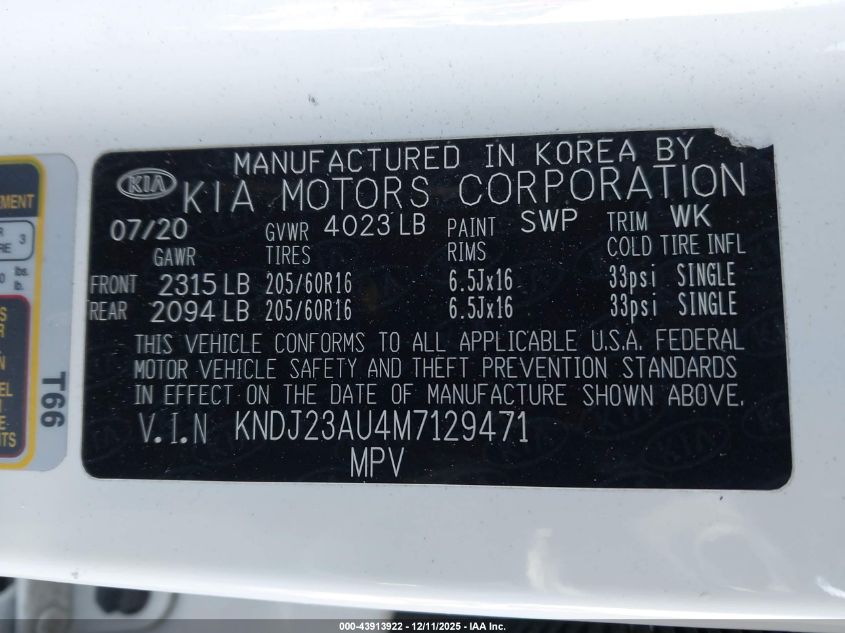 MANUFACTURED IN KOREA BY
KIA KIA MOTORS CORPORATION
07/20 GVWR 4023 LB PAINT SWP TRIM WK
GAWR TIRES RIMS COLD TIRE INFL
FRONT 2315 LB 205/60R16 6.5Jx16 33psi SINGLE
REAR 2094 LB 205/60R16 6.5Jx16 33psi SINGLE
THIS VEHICLE CONFORMS TO ALL APPLICABLE U.S.A. FEDERAL
MOTOR VEHICLE SAFETY AND THEFT PREVENTION STANDARDS
IN EFFECT ON THE DATE OF MANUFACTURE SHOWN ABOVE.
V.I.N KNDJ23AU4M7129471
MPV
T66
3
lbs.
lb.
000-43913922 - 12/11/2025 - IAA Inc.